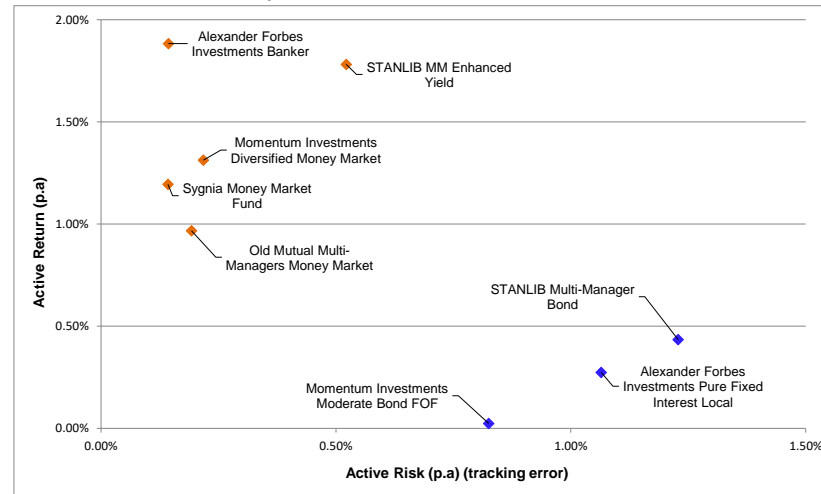 2.00%
Alexander Forbes
Investments Banker
STANLIB MM Enhanced
Yield
1.50%
Momentum Investments
Diversified Money Market
Sygnia Money Market
Fund
1.00%
Old Mutual Multi-
Managers Money Market
Active Return (p.a)
STANLIB Multi-Manager
Bond
0.50%
Alexander Forbes
Investments Pure Fixed
Interest Local
Momentum Investments
Moderate Bond FOF
0.00%
0.00%
0.50%
1.00%
1.50%
Active Risk (p.a) (tracking error)